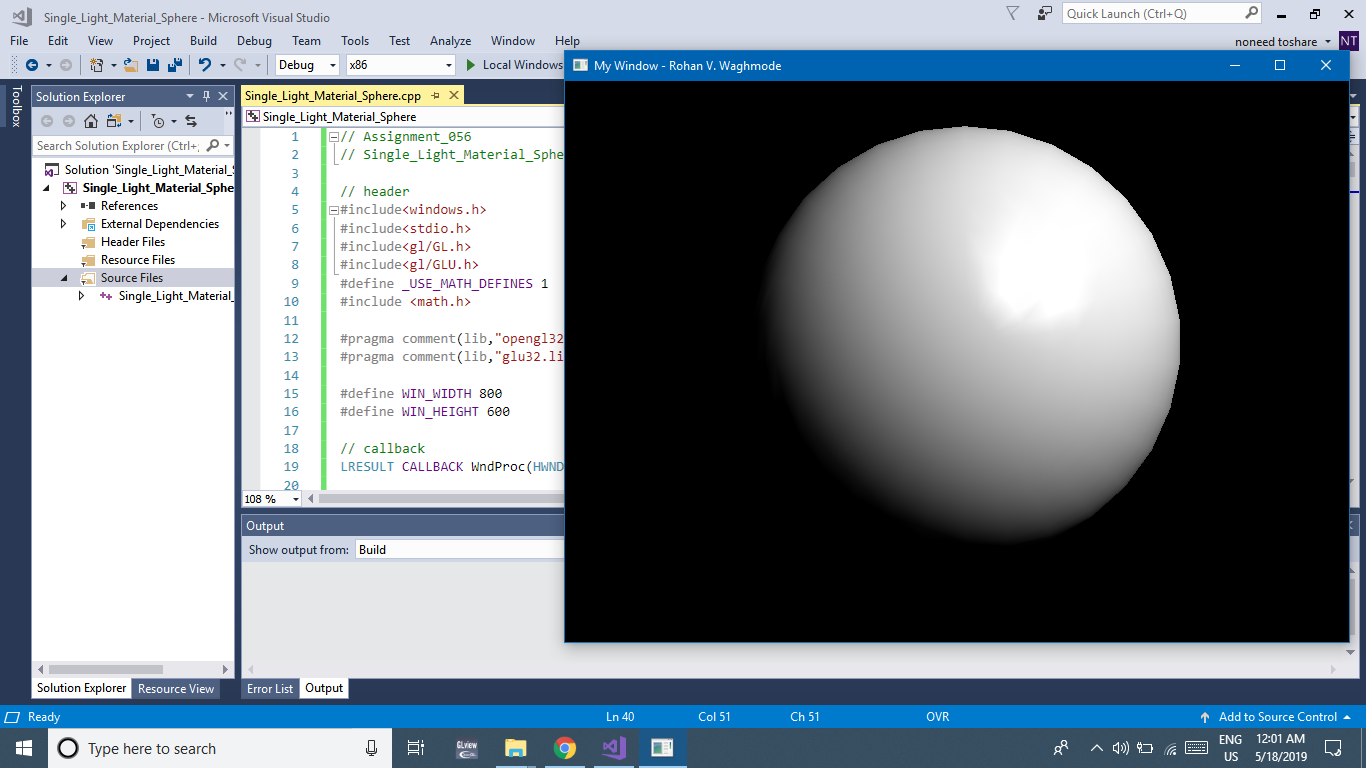 Single_Light_Material_Sphere - Microsoft Visual Studio
Quick Launch (Ctrl+Q)
File Edit View Project Build Debug Team Tools Test Analyze Window Help
noneed toshare NT
Debug x86 Local Windows
My Window - Rohan V. Waghmode
Toolbox
Solution Explorer
Search Solution Explorer (Ctrl+;
Solution 'Single_Light_Material_S
Single_Light_Material_Sphe
References
External Dependencies
Header Files
Resource Files
Source Files
Single_Light_Material_
Solution Explorer Resource View
Single_Light_Material_Sphere.cpp
Single_Light_Material_Sphere
1 // Assignment_056
2 // Single_Light_Material_Sphe
3
4 // header
5 #include<windows.h>
6 #include<stdio.h>
7 #include<gl/GL.h>
8 #include<gl/GLU.h>
9 #define _USE_MATH_DEFINES 1
10 #include <math.h>
11
12 #pragma comment(lib,"opengl32
13 #pragma comment(lib,"glu32.li
14
15 #define WIN_WIDTH 800
16 #define WIN_HEIGHT 600
17
18 // callback
19 LRESULT CALLBACK WndProc(HWND
20
108 %
Output
Show output from: Build
Error List Output
Ready Ln 40 Col 51 Ch 51 OVR Add to Source Control
Type here to search
GLview
ENG
US
12:01 AM
5/18/2019